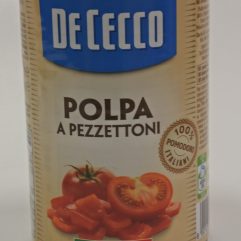 DE CECCO
POLPA
A PEZZETTONI
100%
POMODORI
ITALIANI